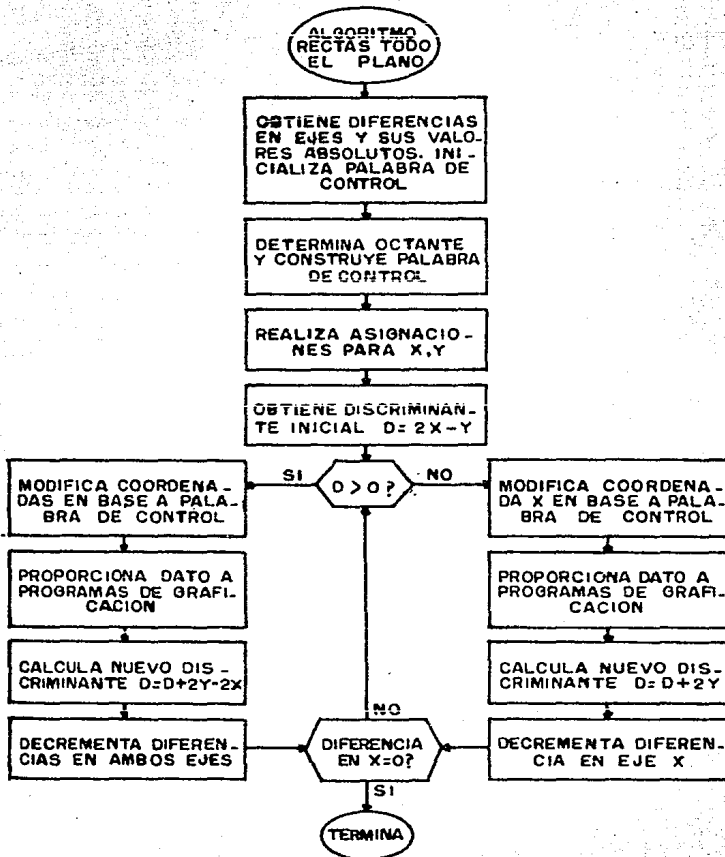 ALGORITMO
RECTAS TODO
EL PLANO
OBTIENE DIFERENCIAS
EN EJES Y SUS VALO-
RES ABSOLUTOS. INI-
CIALIZA PALABRA DE
CONTROL
DETERMINA OCTANTE
Y CONSTRUYE PALABRA
DE CONTROL
REALIZA ASIGNACIO-
NES PARA X,Y
OBTIENE DISCRIMINAN-
TE INICIAL D=2X-Y
SI
D>0?
NO
MODIFICA COORDENA-
DAS EN BASE A PALA-
BRA DE CONTROL
MODIFICA COORDENA-
DA X EN BASE A PALA-
BRA DE CONTROL
PROPORCIONA DATO A
PROGRAMAS DE GRAFI-
CACION
PROPORCIONA DATO A
PROGRAMAS DE GRAFI-
CACION
CALCULA NUEVO DIS-
CRIMINANTE D=D+2Y-2X
CALCULA NUEVO DIS-
CRIMINANTE D=D+2Y
NO
DECREMENTA DIFEREN-
CIAS EN AMBOS EJES
DIFERENCIA
EN X=0?
DECREMENTA DIFEREN-
CIA EN EJE X
SI
TERMINA